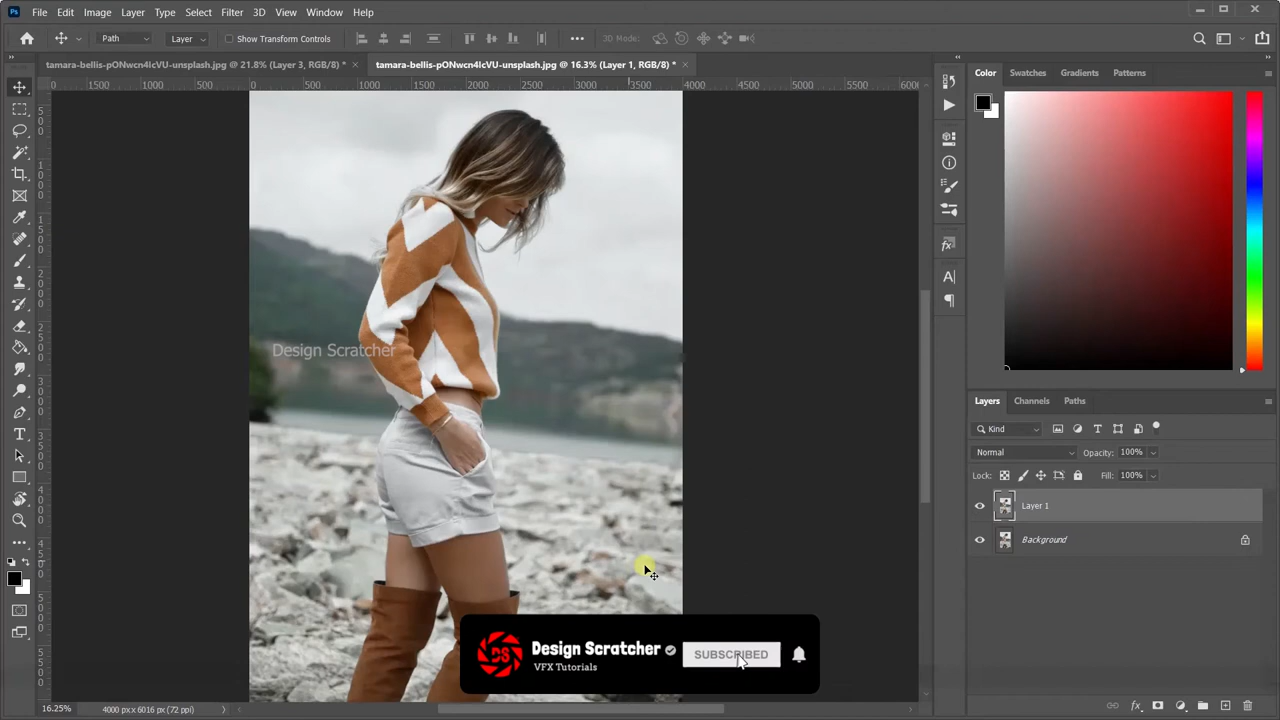 File Edit Image Layer Type Select Filter 3D View Window Help
Path Layer Show Transform Controls 3D Mode:
tamara-bellis-pONwcn4IcVU-unsplash.jpg @ 21.8% (Layer 3, RGB/8) * tamara-bellis-pONwcn4IcVU-unsplash.jpg @ 16.3% (Layer 1, RGB/8) *
0 1500 1000 500 0 500 1000 1500 2000 2500 3000 3500 4000 4500 5000 5500 6000
Color Swatches Gradients Patterns
Design Scratcher
Layers Channels Paths
Kind
Normal Opacity: 100%
Lock: Fill: 100%
Layer 1
Background
DS Design Scratcher SUBSCRIBED
VFX Tutorials
16.25% 4000 px x 6016 px (72 ppi)